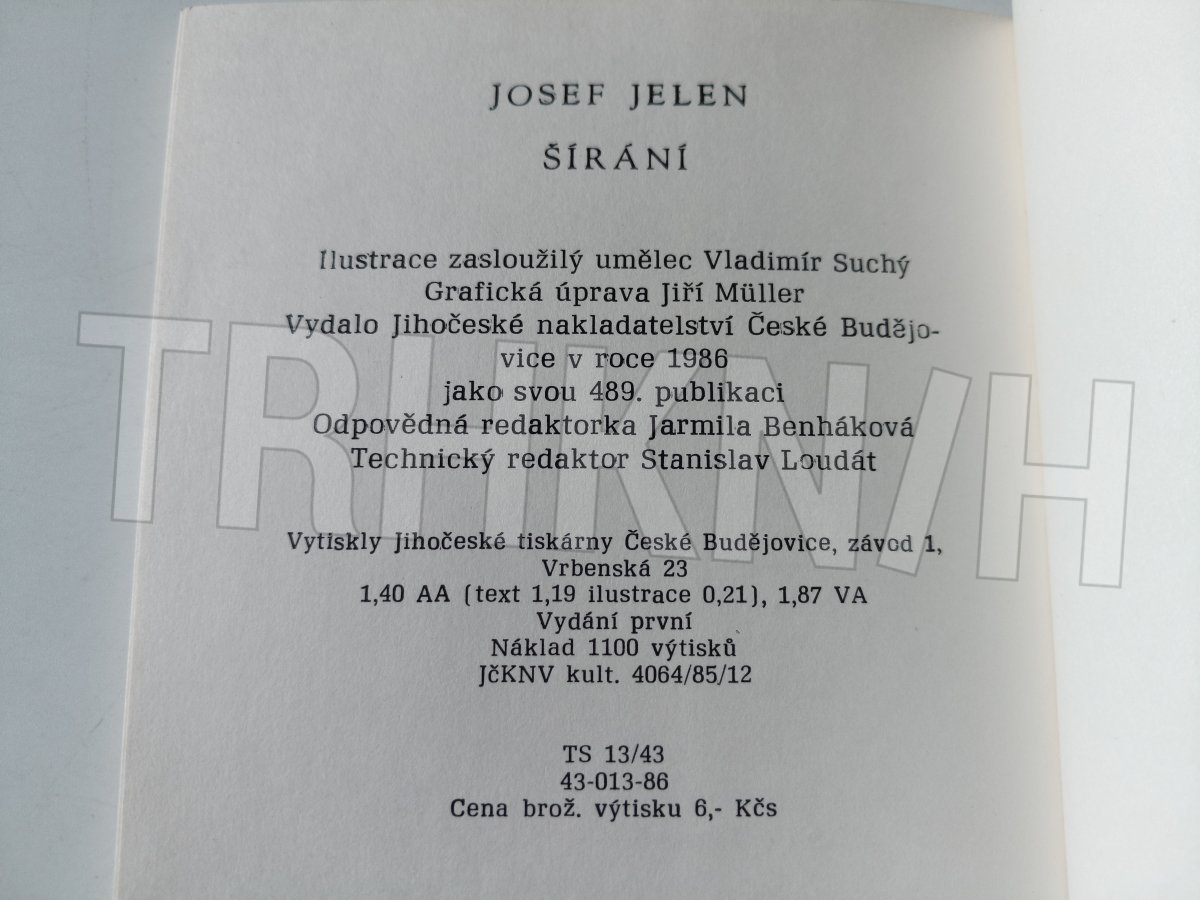 JOSEF JELEN
ŠÍRÁNÍ
Ilustrace zasloužilý umělec Vladimír Suchý
Grafická úprava Jiří Müller
Vydalo Jihočeské nakladatelství České Budějo-
vice v roce 1986
jako svou 489. publikaci
Odpovědná redaktorka Jarmila Benháková
Technický redaktor Stanislav Loudát
TRHKN/H
Vytiskly Jihočeské tiskárny České Budějovice, závod 1,
Vrbenská 23
1,40 AA (text 1,19 ilustrace 0,21), 1,87 VA
Vydání první
Náklad 1100 výtisků
JčKNV kult. 4064/85/12
TS 13/43
43-013-86
Cena brož. výtisku 6,- Kčs